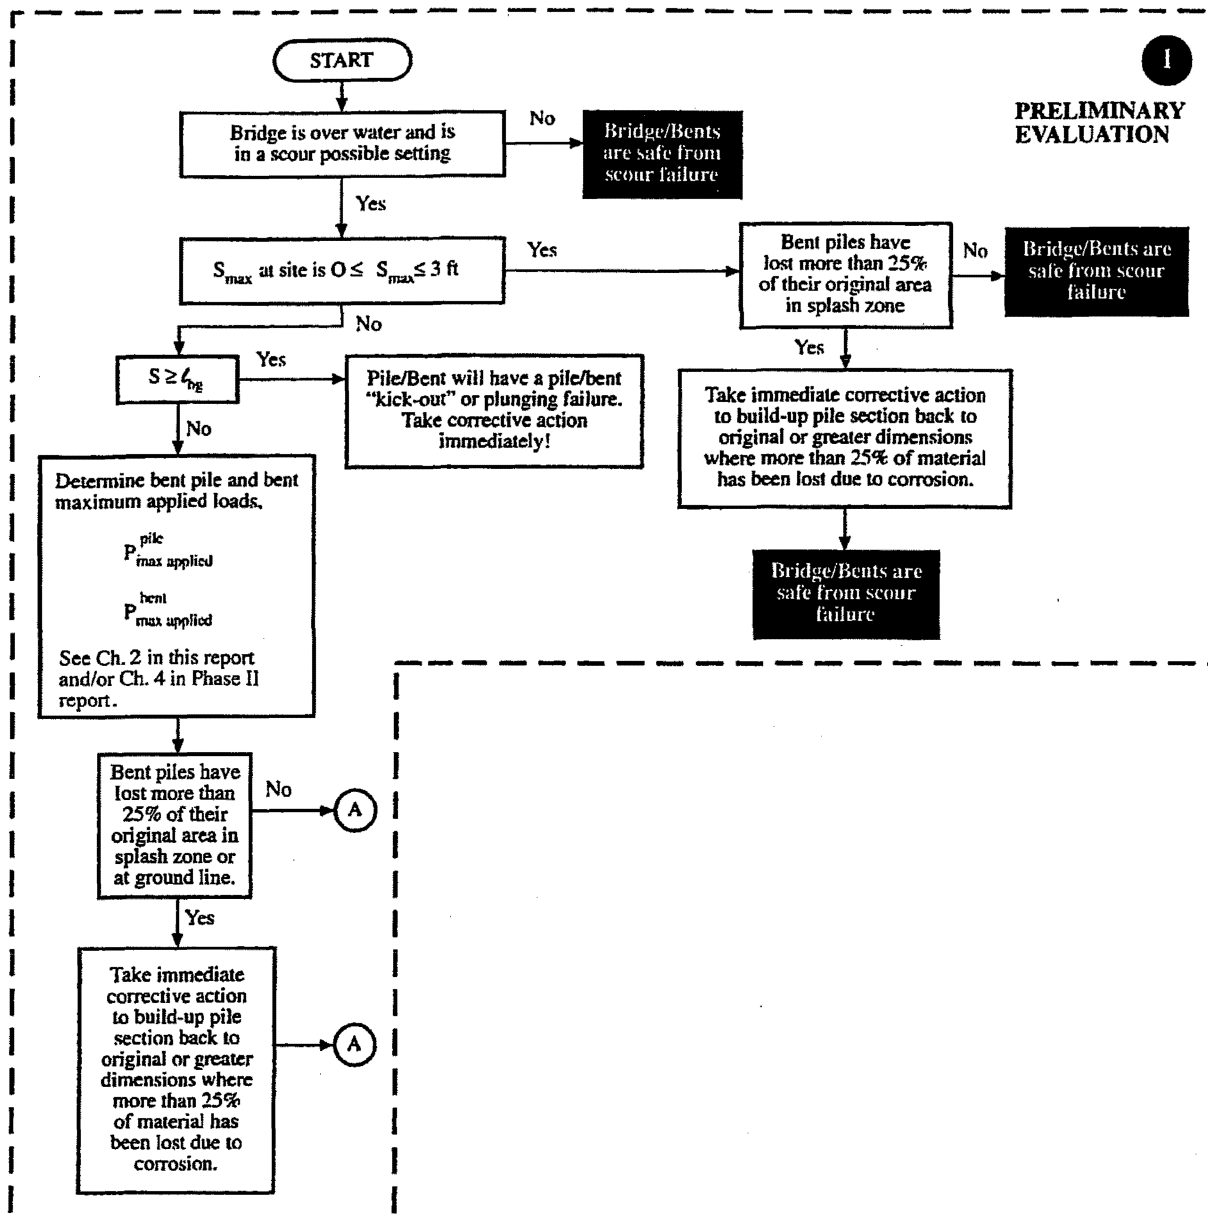 START
1
PRELIMINARY
EVALUATION
Bridge is over water and is
in a scour possible setting
No
Bridge/Bents
are safe from
scour failure
Yes
S_max at site is O ≤ S_max ≤ 3 ft
Yes
Bent piles have
lost more than 25%
of their original area
in splash zone
No
Bridge/Bents are
safe from scour
failure
No
S ≥ ℓ_bg
Yes
Pile/Bent will have a pile/bent
“kick-out” or plunging failure.
Take corrective action
immediately!
Yes
Take immediate corrective action
to build-up pile section back to
original or greater dimensions
where more than 25% of material
has been lost due to corrosion.
Bridge/Bents are
safe from scour
failure
No
Determine bent pile and bent
maximum applied loads,
P^pile_max applied
P^bent_max applied
See Ch. 2 in this report
and/or Ch. 4 in Phase II
report.
Bent piles have
lost more than
25% of their
original area in
splash zone or
at ground line.
No
A
Yes
Take immediate
corrective action
to build-up pile
section back to
original or greater
dimensions where
more than 25%
of material has
been lost due to
corrosion.
A